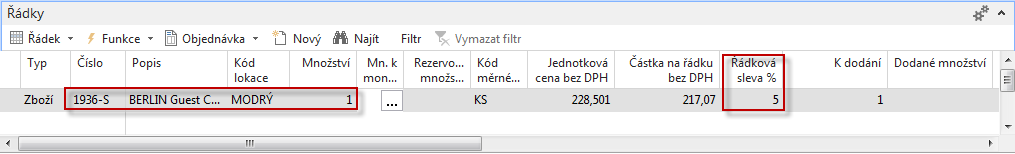 Řádky
Řádek Funkce Objednávka Nový Najít Filtr Vymazat filtr
Typ Číslo Popis Kód lokace Množství Mn. k mon... Rezervo... množs... Kód měrné... Jednotková cena bez DPH Částka na řádku bez DPH Řádková sleva % K dodání Dodané množství
Zboží 1936-S BERLIN Guest C... MODRÝ 1 ... KS 228,501 217,07 5 1